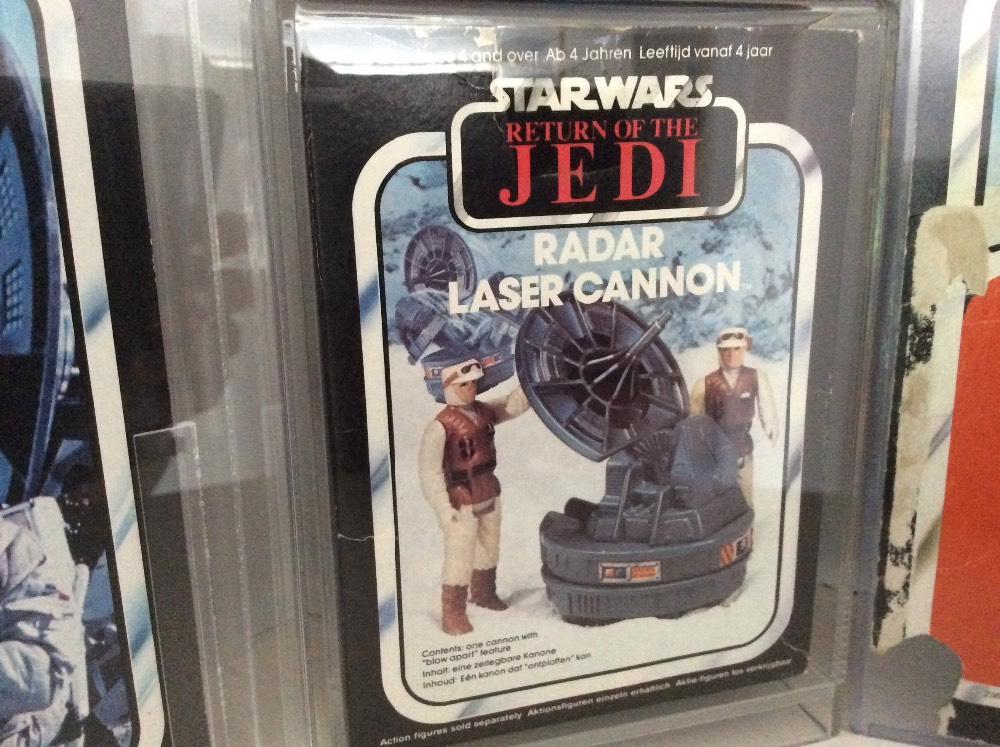 4 and over Ab 4 Jahren Leeftijd vanaf 4 jaar
STAR WARS
RETURN OF THE
JEDI
RADAR
LASER CANNON
Contents: one cannon with
"blow apart" feature
Inhalt: eine zerlegbare Kanone
Inhoud: Eén kanon dat "ontploffen" kan
Action figures sold separately Aktionsfiguren einzeln erhältlich Aktie-figuren los verkrijgbaar